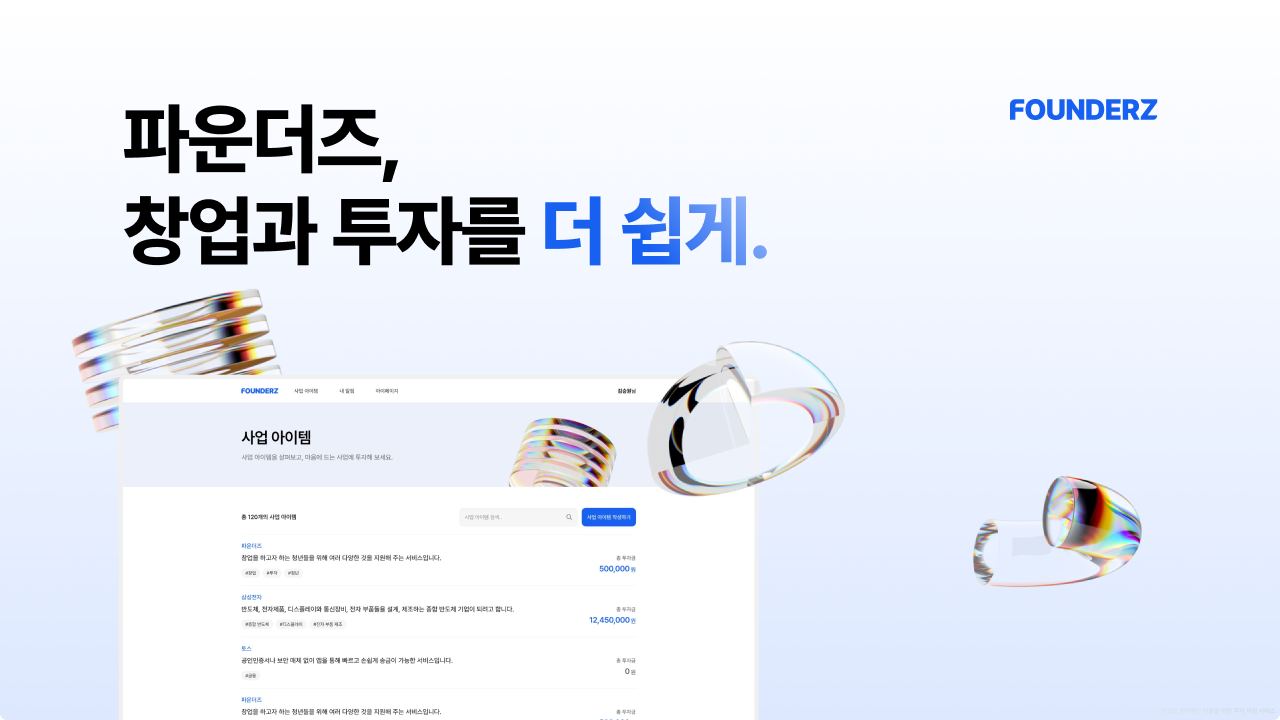 파운더즈,
창업과 투자를 더 쉽게.
FOUNDERZ
FOUNDERZ 사업 아이템 내 알림 마이페이지 김승원님
사업 아이템
사업 아이템을 살펴보고, 마음에 드는 사업에 투자해 보세요.
총 120개의 사업 아이템
사업 아이템 검색..
사업 아이템 작성하기
파운더즈
창업을 하고자 하는 청년들을 위해 여러 다양한 것을 지원해 주는 서비스입니다.
#창업 #투자 #청년
총 투자금
500,000 원
삼성전자
반도체, 전자제품, 디스플레이와 통신장비, 전자 부품들을 설계, 제조하는 종합 반도체 기업이 되려고 합니다.
#종합 반도체 #디스플레이 #전자 부품 제조
총 투자금
12,450,000 원
토스
공인인증서나 보안 매체 없이 앱을 통해 빠르고 손쉽게 송금이 가능한 서비스입니다.
#금융
총 투자금
0 원
파운더즈
창업을 하고자 하는 청년들을 위해 여러 다양한 것을 지원해 주는 서비스입니다.
총 투자금